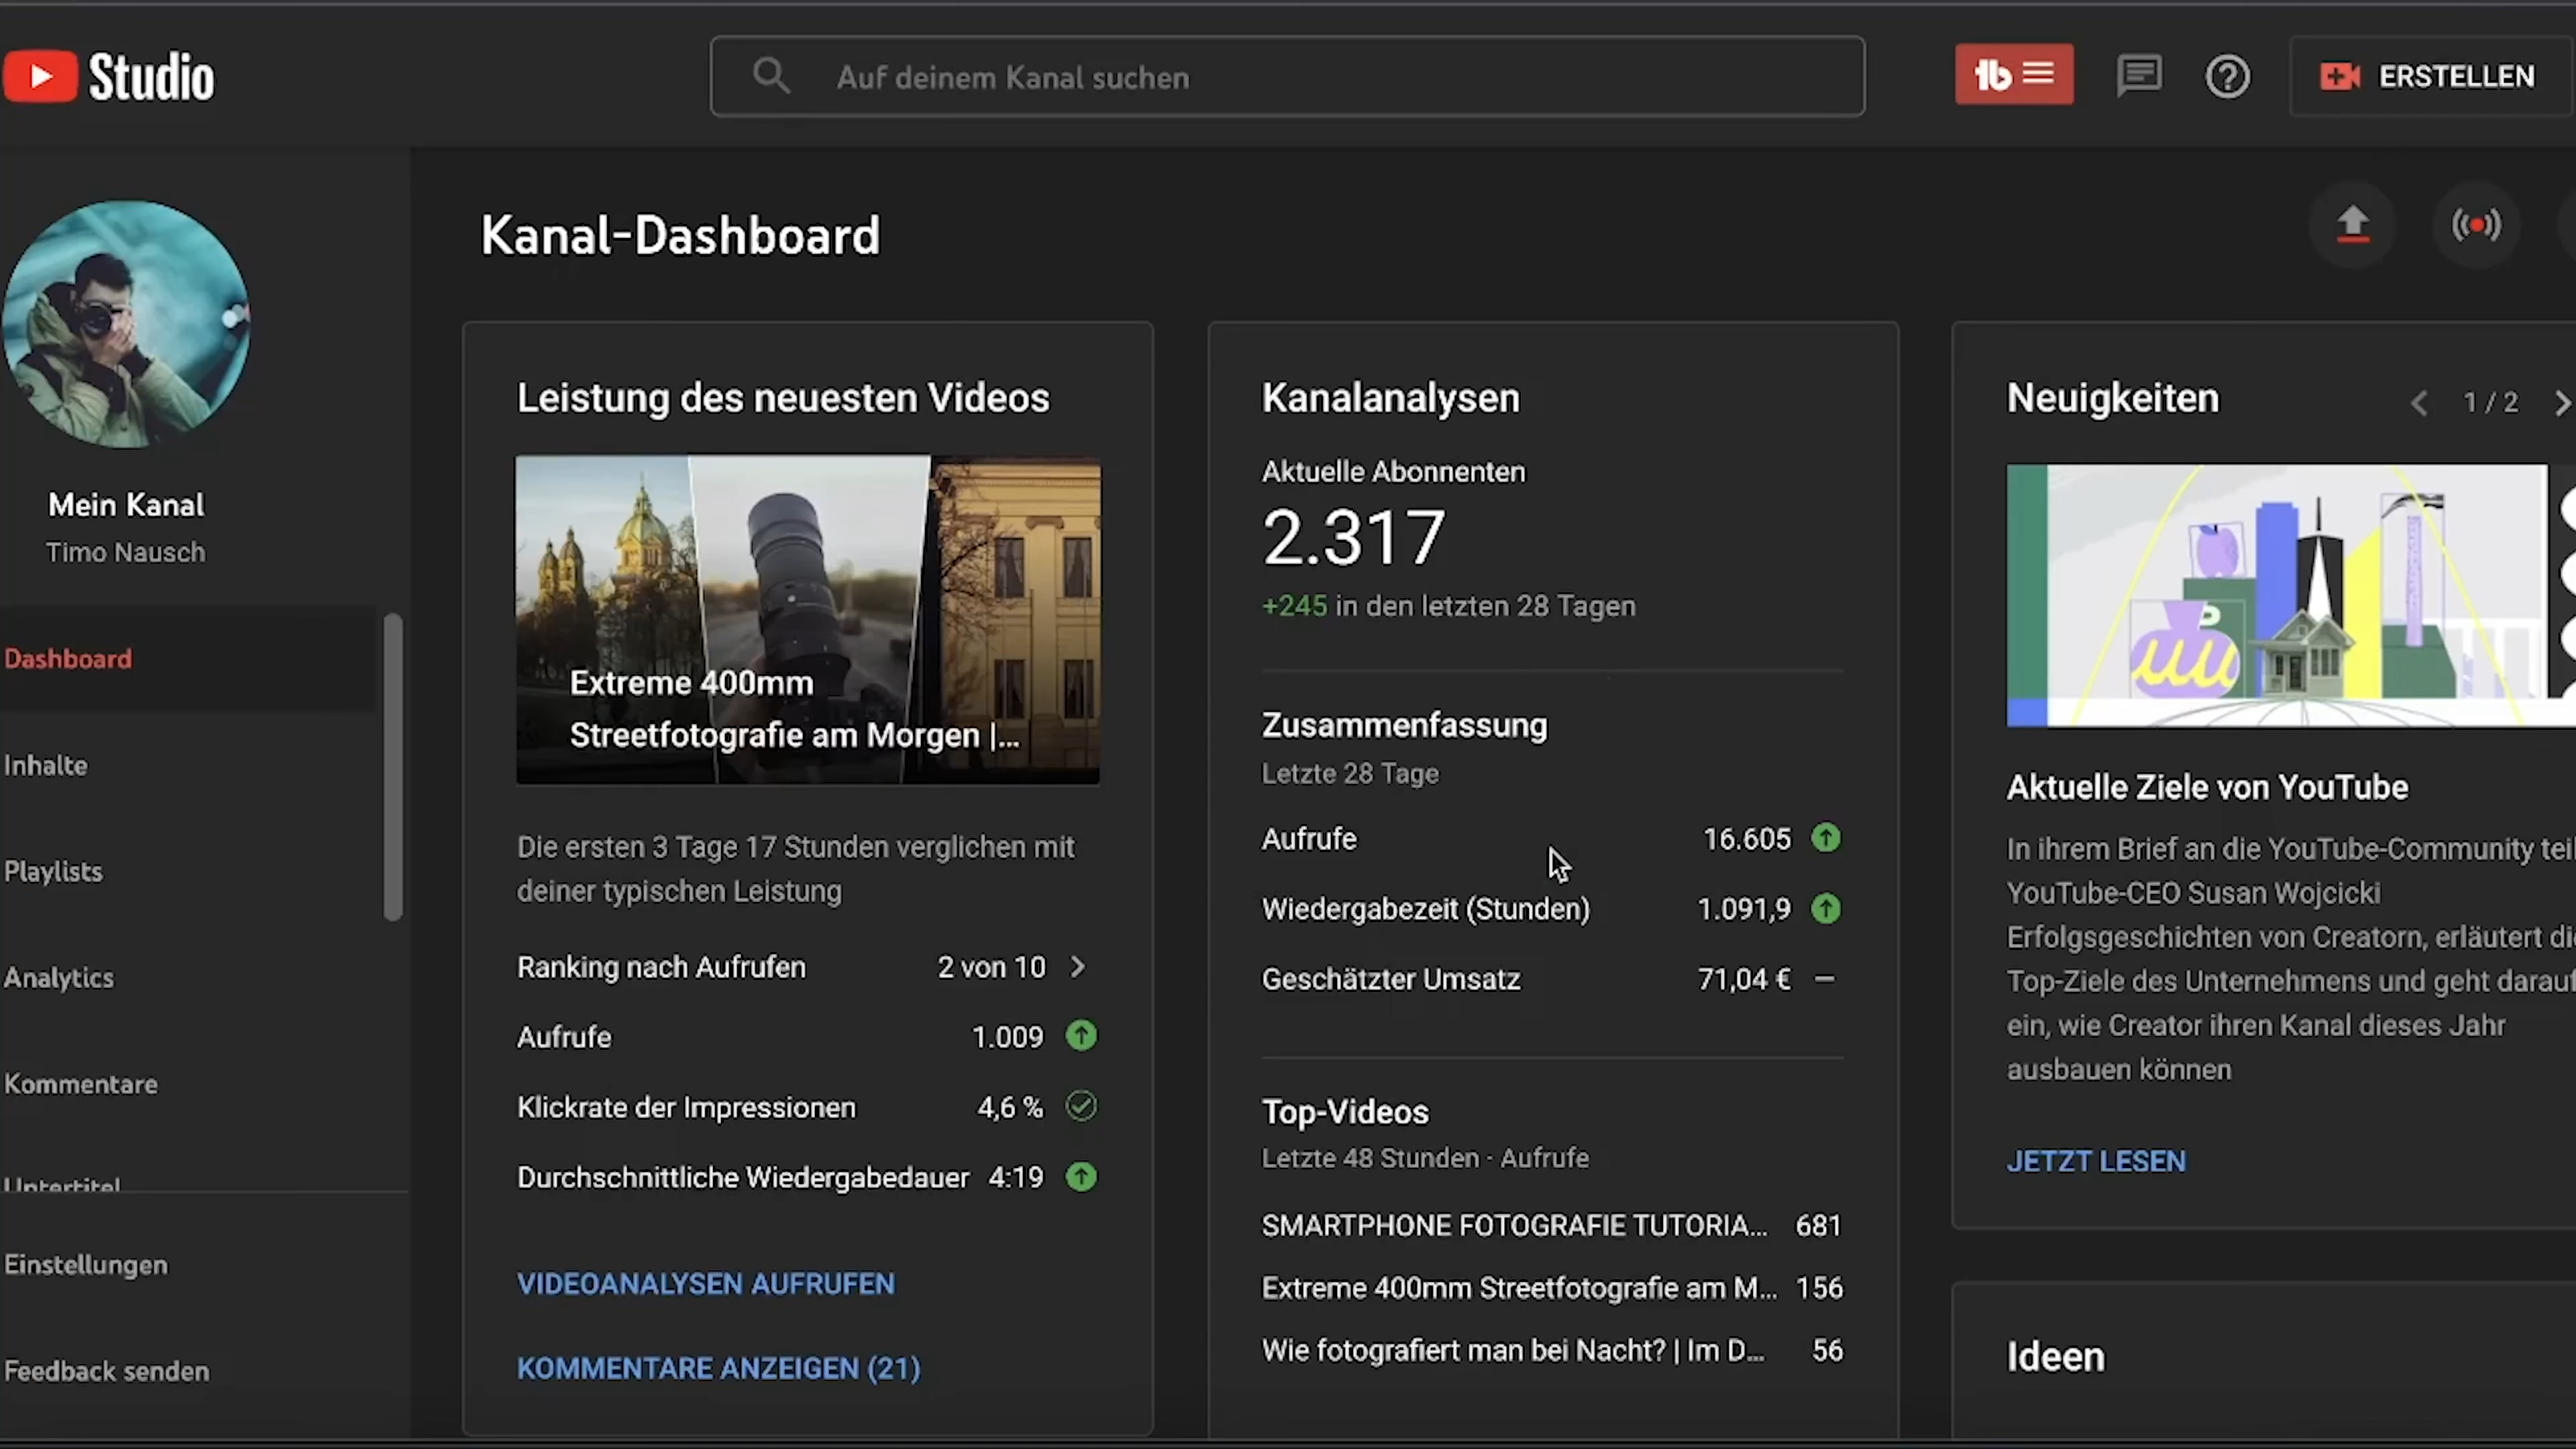 Studio
Auf deinem Kanal suchen
ERSTELLEN
Mein Kanal
Timo Nausch
Dashboard
Inhalte
Playlists
Analytics
Kommentare
Untertitel
Einstellungen
Feedback senden
Kanal-Dashboard
Leistung des neuesten Videos
Extreme 400mm
Streetfotografie am Morgen |...
Die ersten 3 Tage 17 Stunden verglichen mit
deiner typischen Leistung
Ranking nach Aufrufen 2 von 10
Aufrufe 1.009
Klickrate der Impressionen 4,6 %
Durchschnittliche Wiedergabedauer 4:19
VIDEOANALYSEN AUFRUFEN
KOMMENTARE ANZEIGEN (21)
Kanalanalysen
Aktuelle Abonnenten
2.317
+245 in den letzten 28 Tagen
Zusammenfassung
Letzte 28 Tage
Aufrufe 16.605
Wiedergabezeit (Stunden) 1.091,9
Geschätzter Umsatz 71,04 € —
Top-Videos
Letzte 48 Stunden · Aufrufe
SMARTPHONE FOTOGRAFIE TUTORIA... 681
Extreme 400mm Streetfotografie am M... 156
Wie fotografiert man bei Nacht? | Im D... 56
Neuigkeiten
1 / 2
Aktuelle Ziele von YouTube
In ihrem Brief an die YouTube-Community teil
YouTube-CEO Susan Wojcicki
Erfolgsgeschichten von Creatorn, erläutert die
Top-Ziele des Unternehmens und geht darauf
ein, wie Creator ihren Kanal dieses Jahr
ausbauen können
JETZT LESEN
Ideen